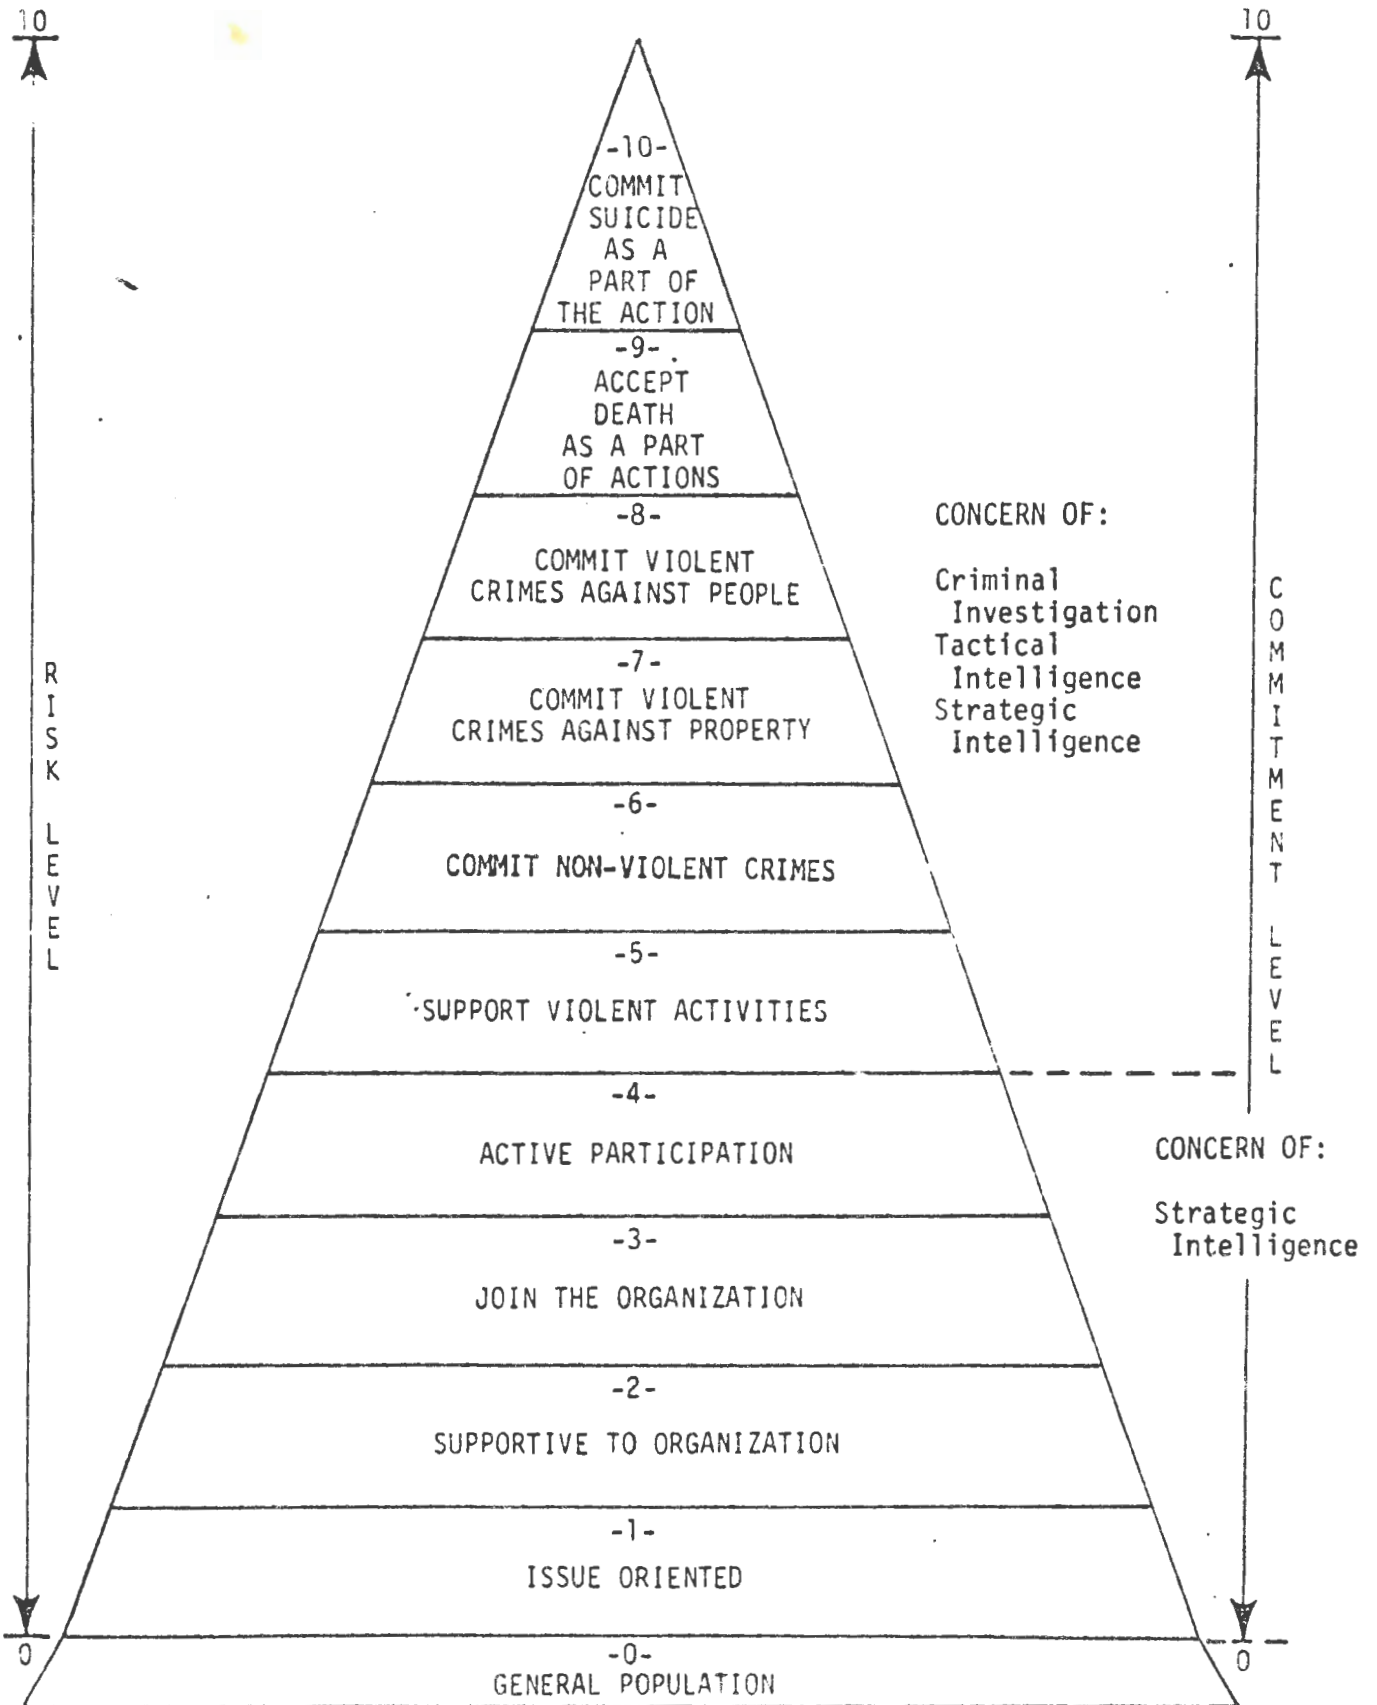 10
10
-10-
COMMIT
SUICIDE
AS A
PART OF
THE ACTION
-9-
ACCEPT
DEATH
AS A PART
OF ACTIONS
-8-
COMMIT VIOLENT
CRIMES AGAINST PEOPLE
-7-
COMMIT VIOLENT
CRIMES AGAINST PROPERTY
-6-
COMMIT NON-VIOLENT CRIMES
-5-
SUPPORT VIOLENT ACTIVITIES
-4-
ACTIVE PARTICIPATION
-3-
JOIN THE ORGANIZATION
-2-
SUPPORTIVE TO ORGANIZATION
-1-
ISSUE ORIENTED
-0-
GENERAL POPULATION
RISK LEVEL
CONCERN OF:
Criminal
Investigation
Tactical
Intelligence
Strategic
Intelligence
COMMITMENT LEVEL
CONCERN OF:
Strategic
Intelligence
0
0